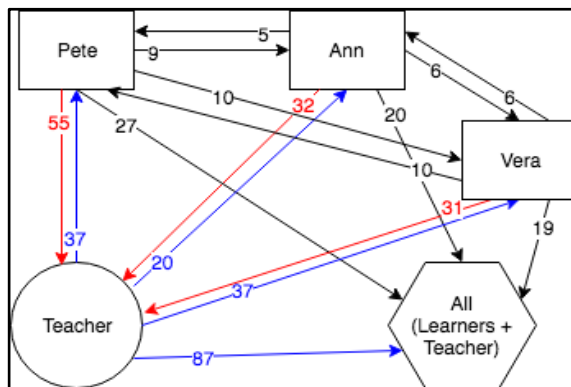 5
Pete
Ann
9
6
6
10
32
55
27
20
10
Vera
31
19
37
20
37
All
(Learners +
Teacher)
Teacher
87